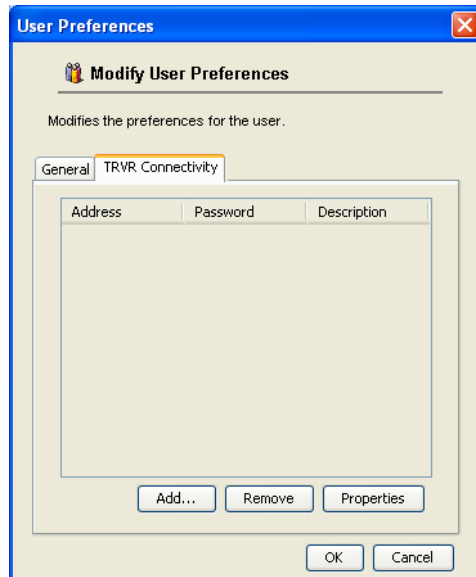 User Preferences
Modify User Preferences
Modifies the preferences for the user.
General TRVR Connectivity
Address Password Description
Add... Remove Properties
OK Cancel